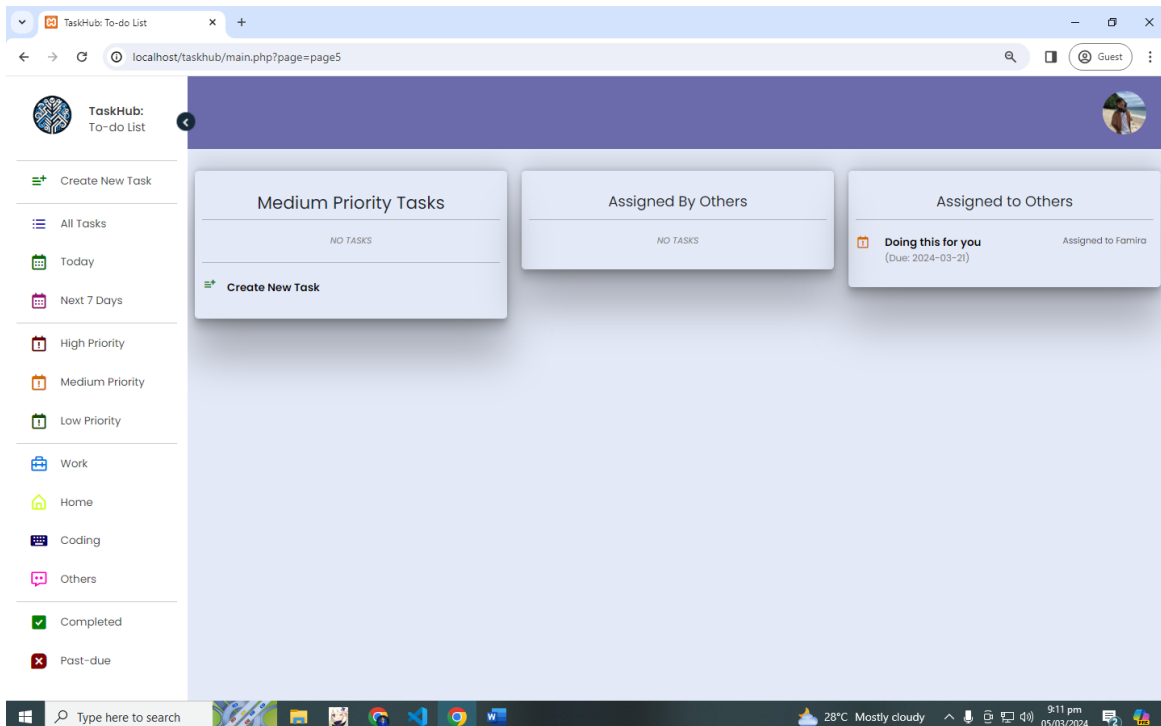 TaskHub: To-do List
localhost/taskhub/main.php?page=page5
Guest
TaskHub:
To-do List
Create New Task
All Tasks
Today
Next 7 Days
High Priority
Medium Priority
Low Priority
Work
Home
Coding
Others
Completed
Past-due
Medium Priority Tasks
NO TASKS
Create New Task
Assigned By Others
NO TASKS
Assigned to Others
Doing this for you
Assigned to Famira
(Due: 2024-03-21)
Type here to search
28°C Mostly cloudy
9:11 pm
05/03/2024
2